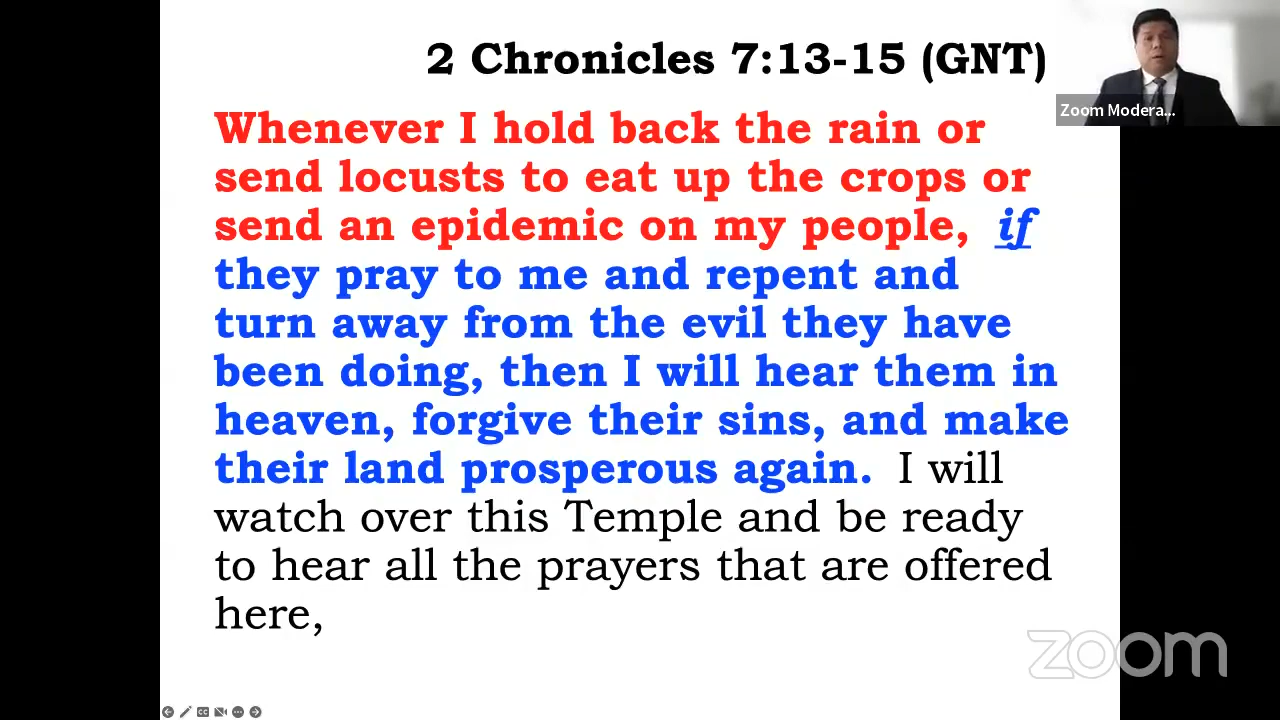 2 Chronicles 7:13-15 (GNT)
Whenever I hold back the rain or
send locusts to eat up the crops or
send an epidemic on my people, if
they pray to me and repent and
turn away from the evil they have
been doing, then I will hear them in
heaven, forgive their sins, and make
their land prosperous again. I will
watch over this Temple and be ready
to hear all the prayers that are offered
here,
Zoom Modera...
zoom